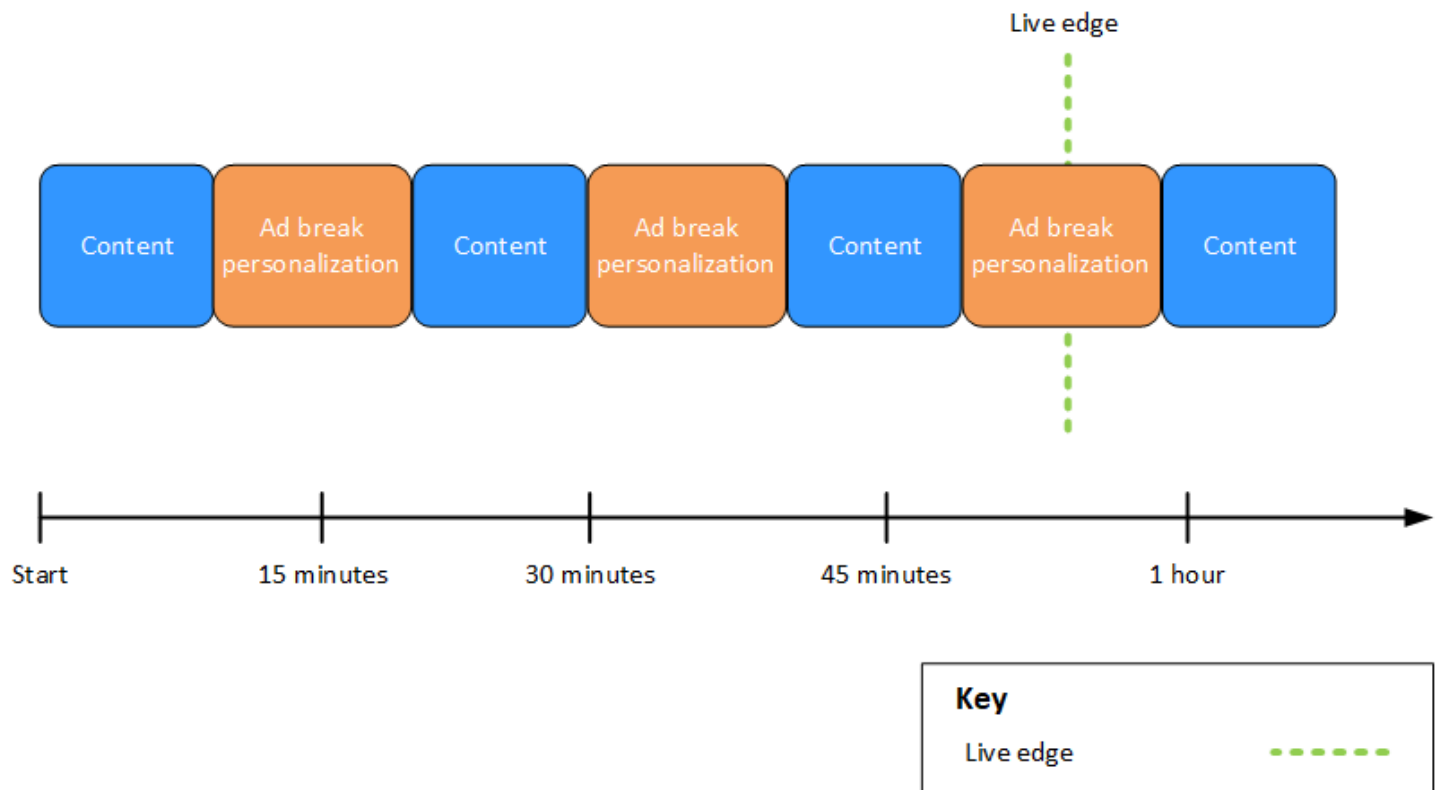 Live edge
Content
Ad break
personalization
Content
Ad break
personalization
Content
Ad break
personalization
Content
Start
15 minutes
30 minutes
45 minutes
1 hour
Key
Live edge